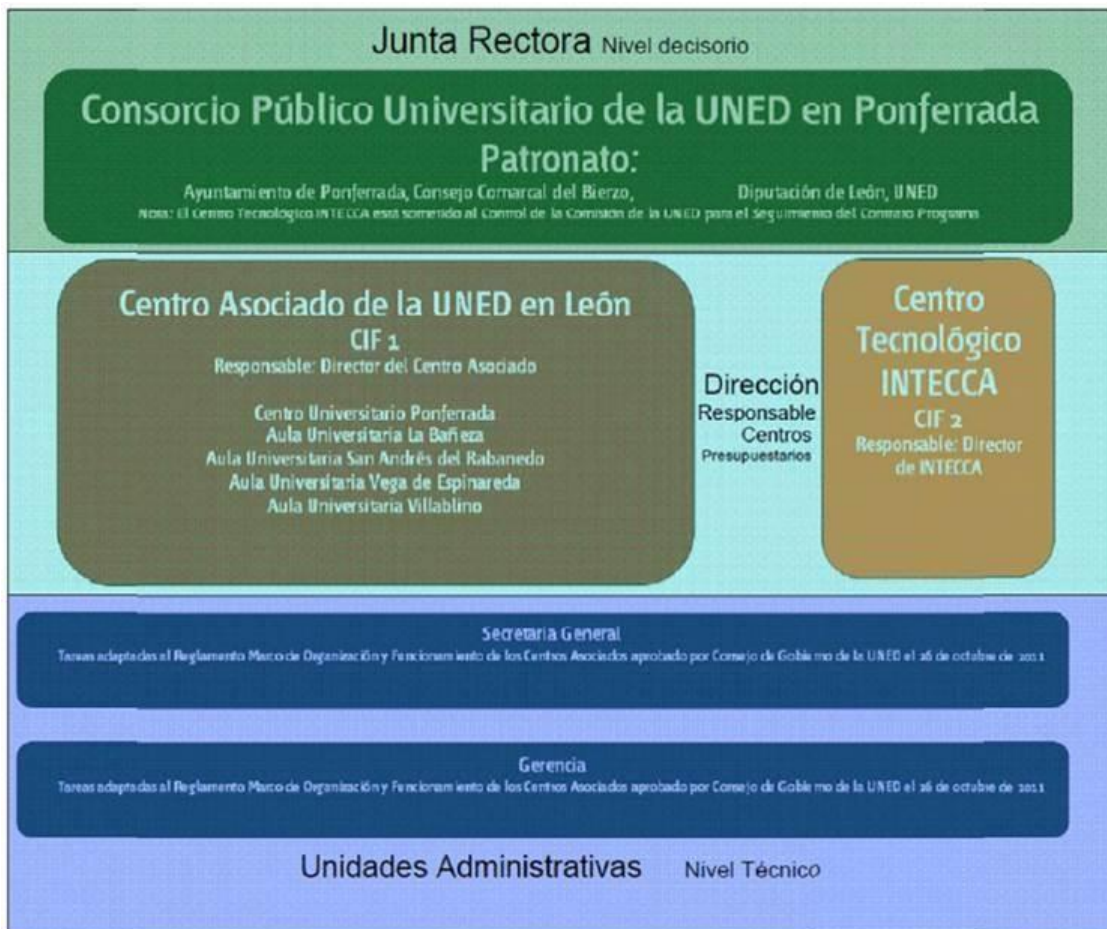 Junta Rectora Nivel decisorio
Consorcio Público Universitario de la UNED en Ponferrada
Patronato:
Ayuntamiento de Ponferrada, Consejo Comarcal del Bierzo, Diputación de León, UNED
Nota: El Centro Tecnológico INTECCA está sometido al Control de la Comisión de la UNED para el Seguimiento del Contrato Programa
Centro Asociado de la UNED en León
CIF 1
Responsable: Director del Centro Asociado
Centro Universitario Ponferrada
Aula Universitaria La Bañeza
Aula Universitaria San Andrés del Rabanedo
Aula Universitaria Vega de Espinareda
Aula Universitaria Villablino
Dirección
Responsable
Centros
Presupuestarios
Centro
Tecnológico
INTECCA
CIF 2
Responsable: Director
de INTECCA
Secretaria General
Tareas adaptadas al Reglamento Marco de Organización y Funcionamiento de los Centros Asociados aprobado por Consejo de Gobierno de la UNED el 26 de octubre de 2011
Gerencia
Tareas adaptadas al Reglamento Marco de Organización y Funcionamiento de los Centros Asociados aprobado por Consejo de Gobierno de la UNED el 26 de octubre de 2011
Unidades Administrativas Nivel Técnico